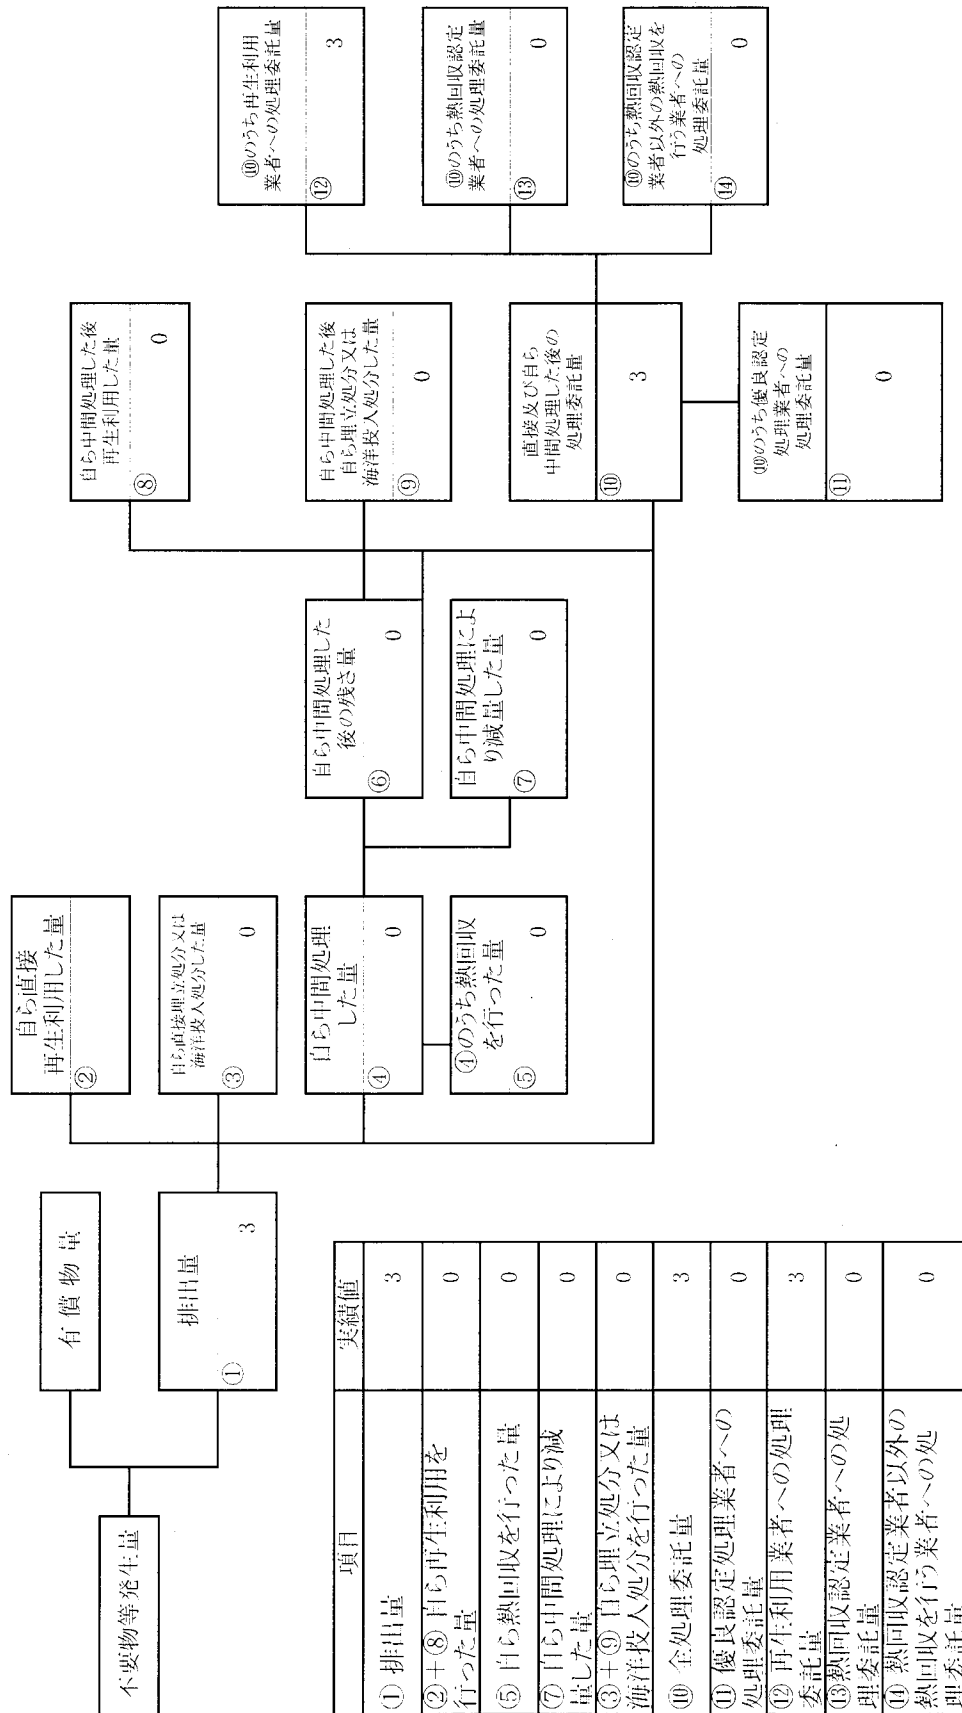 不要物等発生量
有償物量
排出量
① 3
自ら直接
再生利用した量
②
自ら直接埋立処分又は
海洋投入処分した量
③ 0
自ら中間処理
した量
④ 0
④のうち熱回収
を行った量
⑤ 0
自ら中間処理した
後の残さ量
⑥ 0
自ら中間処理によ
り減量した量
⑦ 0
自ら中間処理した後
再生利用した量
⑧ 0
自ら中間処理した後
自ら埋立処分又は
海洋投入処分した量
⑨ 0
直接及び自ら
中間処理した後の
処理委託量
⑩ 3
⑩のうち優良認定
処理業者への
処理委託量
⑪ 0
⑩のうち再生利用
業者への処理委託量
⑫ 3
⑩のうち熱回収認定
業者への処理委託量
⑬ 0
⑩のうち熱回収認定
業者以外の熱回収を
行う業者への
処理委託量
⑭ 0
項目 実績値
①排出量 3
②+⑧ 自ら再生利用を
行った量 0
⑤ 自ら熱回収を行った量 0
⑦ 自ら中間処理により減
量した量 0
③+⑨ 自ら埋立処分又は
海洋投入処分を行った量 0
⑩ 全処理委託量 3
⑪ 優良認定処理業者への
処理委託量 0
⑫ 再生利用業者への処理
委託量 3
⑬熱回収認定業者への処
理委託量 0
⑭ 熱回収認定業者以外の
熱回収を行う業者への処
理委託量 0